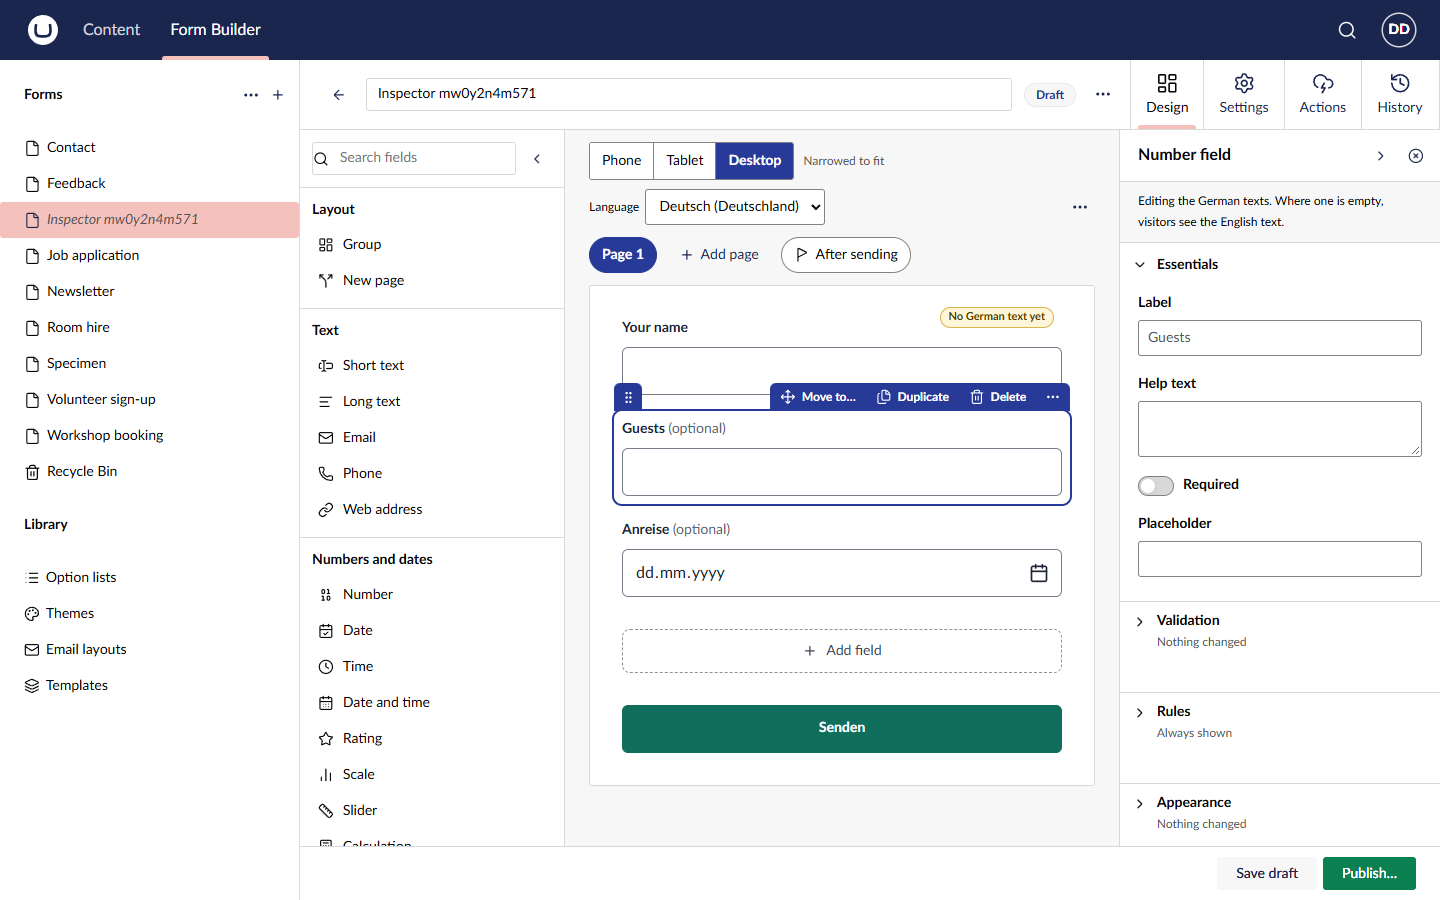 Content
Form Builder
DD
Forms
Contact
Feedback
Inspector mw0y2n4m571
Job application
Newsletter
Room hire
Specimen
Volunteer sign-up
Workshop booking
Recycle Bin
Library
Option lists
Themes
Email layouts
Templates
Inspector mw0y2n4m571
Draft
Design
Settings
Actions
History
Search fields
Layout
Group
New page
Text
Short text
Long text
Email
Phone
Web address
Numbers and dates
Number
Date
Time
Date and time
Rating
Scale
Slider
Calculation
Phone
Tablet
Desktop
Narrowed to fit
Language
Deutsch (Deutschland)
Page 1
Add page
After sending
No German text yet
Your name
Move to...
Duplicate
Delete
Guests (optional)
Anreise (optional)
dd.mm.yyyy
Add field
Senden
Number field
Editing the German texts. Where one is empty,
visitors see the English text.
Essentials
Label
Guests
Help text
Required
Placeholder
Validation
Nothing changed
Rules
Always shown
Appearance
Nothing changed
Save draft
Publish...